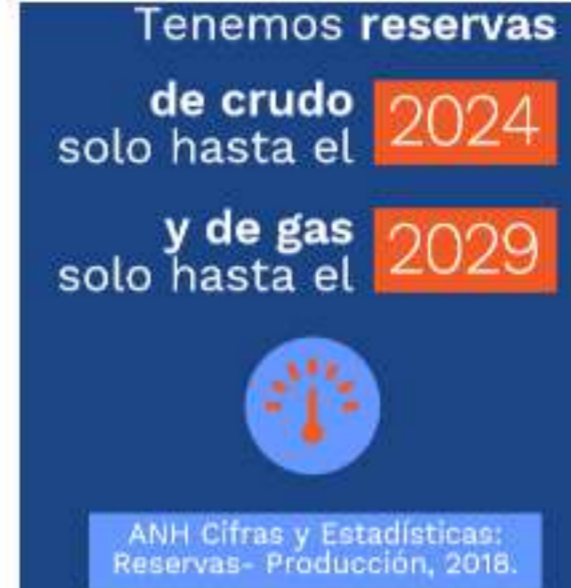 Tenemos reservas
de crudo
solo hasta el 2024
y de gas
solo hasta el 2029
ANH Cifras y Estadísticas:
Reservas- Producción, 2018.